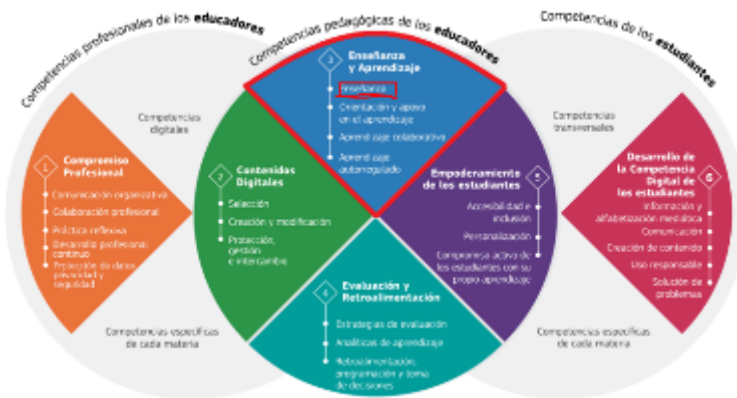 Competencias profesionales de los educadores
Competencias pedagógicas de los educadores
Competencias de los estudiantes
Competencias
digitales
Competencias
transversales
1
Compromiso
Profesional
Comunicación organizativa
Colaboración profesional
Práctica reflexiva
Desarrollo profesional
continuo
Protección de datos,
privacidad y
seguridad
2
Contenidos
Digitales
Selección
Creación y modificación
Protección,
gestión
e intercambio
3
Enseñanza
y Aprendizaje
Enseñanza
Orientación y apoyo
en el aprendizaje
Aprendizaje colaborativo
Aprendizaje
autorregulado
4
Evaluación y
Retroalimentación
Estrategias de evaluación
Analíticas de aprendizaje
Retroalimentación,
programación y toma
de decisiones
5
Empoderamiento
de los estudiantes
Accesibilidad e
inclusión
Personalización
Compromiso activo de
los estudiantes con su
propio aprendizaje
6
Desarrollo de
la Competencia
Digital de
los estudiantes
Información y
alfabetización mediática
Comunicación
Creación de contenido
Uso responsable
Solución de
problemas
Competencias específicas
de cada materia
Competencias específicas
de cada materia